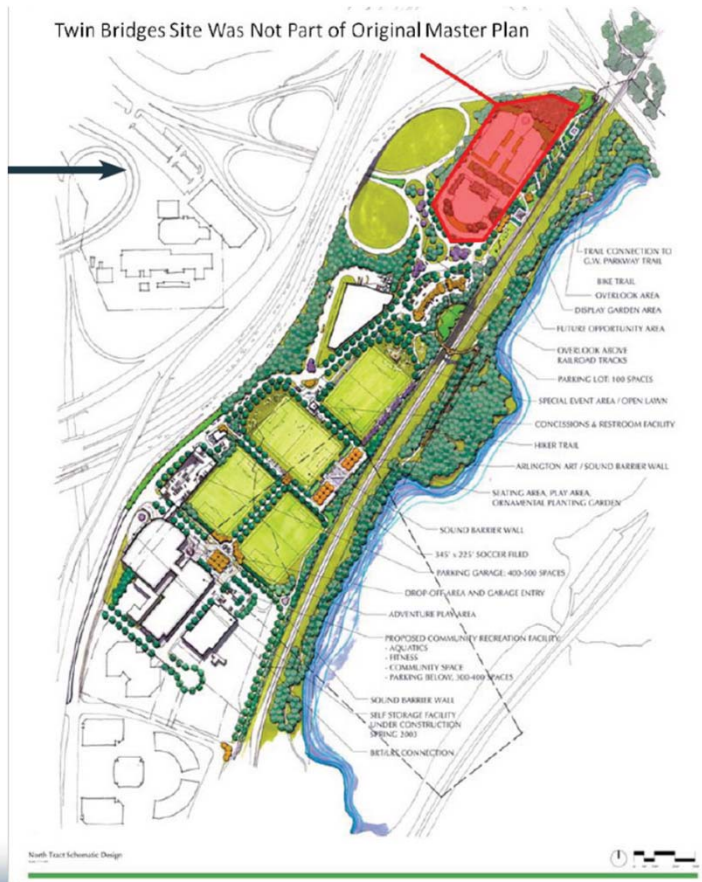 Twin Bridges Site Was Not Part of Original Master Plan
TRAIL CONNECTION TO
G.W. PARKWAY TRAIL
BIKE TRAIL
OVERLOOK AREA
DISPLAY GARDEN AREA
FUTURE OPPORTUNITY AREA
OVERLOOK ABOVE
RAILROAD TRACKS
PARKING LOT: 100 SPACES
SPECIAL EVENT AREA / OPEN LAWN
CONCESSIONS & RESTROOM FACILITY
HIKER TRAIL
ARLINGTON ART / SOUND BARRIER WALL
SEATING AREA, PLAY AREA,
ORNAMENTAL PLANTING GARDEN
SOUND BARRIER WALL
345' x 225' SOCCER FILED
PARKING GARAGE: 400-500 SPACES
DROP OFF AREA AND GARAGE ENTRY
ADVENTURE PLAY AREA
PROPOSED COMMUNITY RECREATION FACILITY:
- AQUATICS
- FITNESS
- COMMUNITY SPACE
- PARKING BELOW, 300-400 SPACES
SOUND BARRIER WALL
SELF STORAGE FACILITY
UNDER CONSTRUCTION
SPRING 2003
BRT/LRT CONNECTION
North Tract Schematic Design